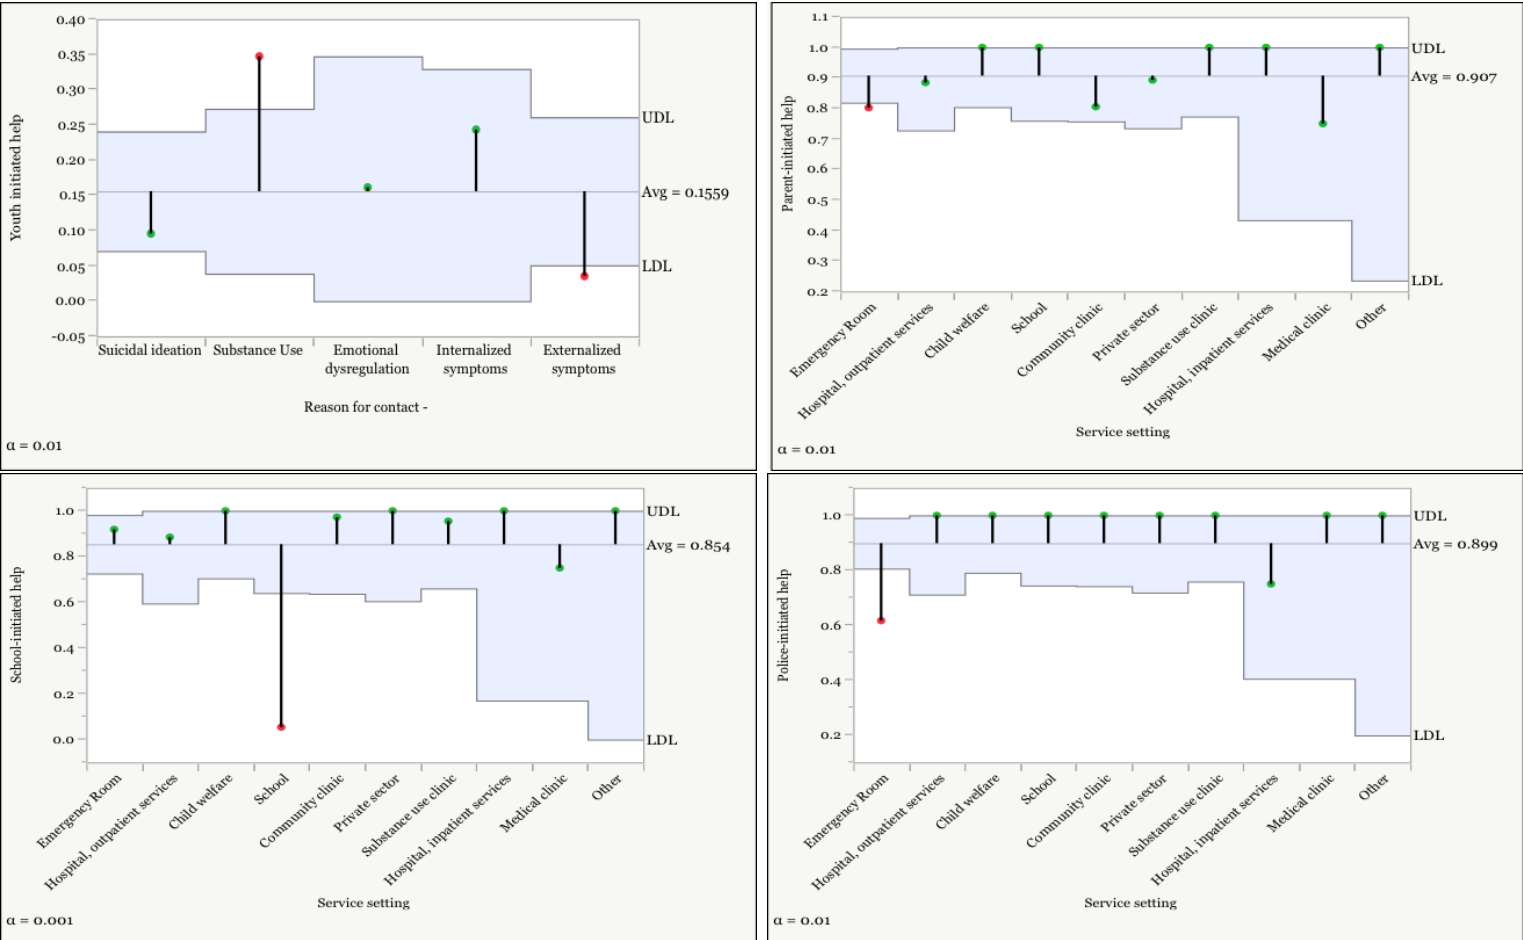 0.40
0.35
0.30
0.25
0.20
0.15
0.10
0.05
0.00
-0.05
Youth initiated help
UDL
Avg = 0.1559
LDL
Suicidal ideation
Substance Use
Emotional
dysregulation
Internalized
symptoms
Externalized
symptoms
Reason for contact -
α = 0.01
1.1
1.0
0.9
0.8
0.7
0.6
0.5
0.4
0.3
0.2
Parent-initiated help
UDL
Avg = 0.907
LDL
Emergency Room
Hospital, outpatient services
Child welfare
School
Community clinic
Private sector
Substance use clinic
Hospital, inpatient services
Medical clinic
Other
Service setting
α = 0.01
1.0
0.8
0.6
0.4
0.2
0.0
School-initiated help
UDL
Avg = 0.854
LDL
Emergency Room
Hospital, outpatient services
Child welfare
School
Community clinic
Private sector
Substance use clinic
Hospital, inpatient services
Medical clinic
Other
Service setting
α = 0.001
1.0
0.8
0.6
0.4
0.2
Police-initiated help
UDL
Avg = 0.899
LDL
Emergency Room
Hospital, outpatient services
Child welfare
School
Community clinic
Private sector
Substance use clinic
Hospital, inpatient services
Medical clinic
Other
Service setting
α = 0.01